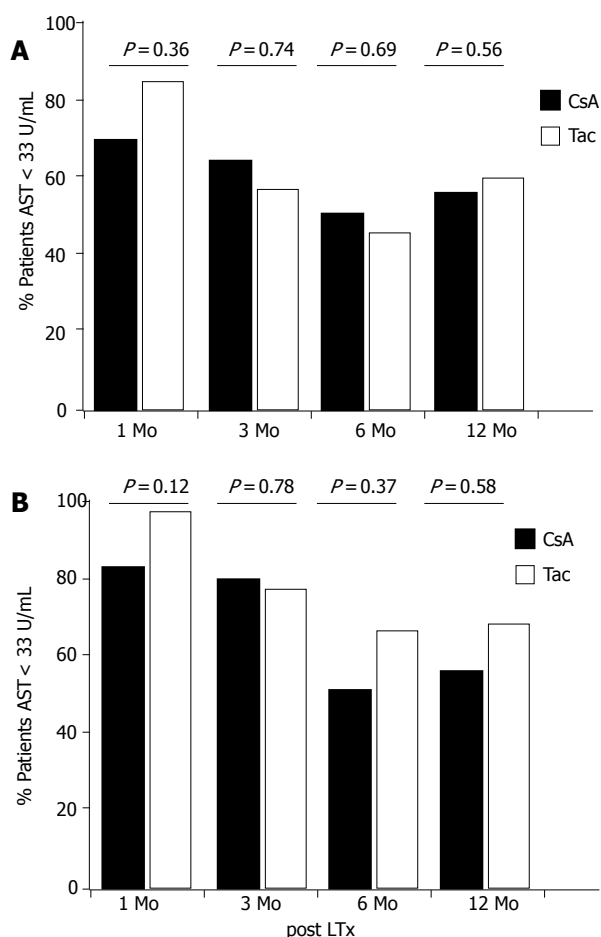 A
P = 0.36 P = 0.74 P = 0.69 P = 0.56
100
80
60
40
20
0
% Patients AST < 33 U/mL
CsA
Tac
1 Mo 3 Mo 6 Mo 12 Mo
B
P = 0.12 P = 0.78 P = 0.37 P = 0.58
100
80
60
40
20
0
% Patients AST < 33 U/mL
CsA
Tac
1 Mo 3 Mo 6 Mo 12 Mo
post LTx